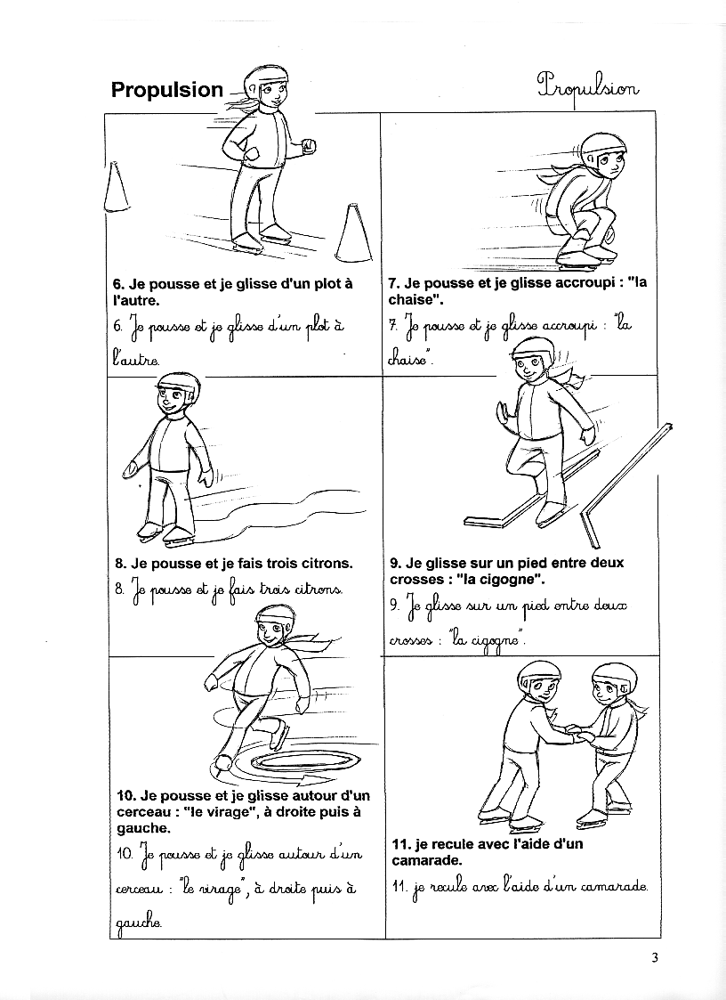 Propulsion
Propulsion
6. Je pousse et je glisse d'un plot à
l'autre.
6. Je pousse et je glisse d'un plot à
l'autre.
7. Je pousse et je glisse accroupi : "la
chaise".
7. Je pousse et je glisse accroupi : "la
chaise".
8. Je pousse et je fais trois citrons.
8. Je pousse et je fais trois citrons.
9. Je glisse sur un pied entre deux
crosses : "la cigogne".
9. Je glisse sur un pied entre deux
crosses : "la cigogne".
10. Je pousse et je glisse autour d'un
cerceau : "le virage", à droite puis à
gauche.
10. Je pousse et je glisse autour d'un
cerceau : "le virage", à droite puis à
gauche.
11. je recule avec l'aide d'un
camarade.
11. je recule avec l'aide d'un camarade.
3